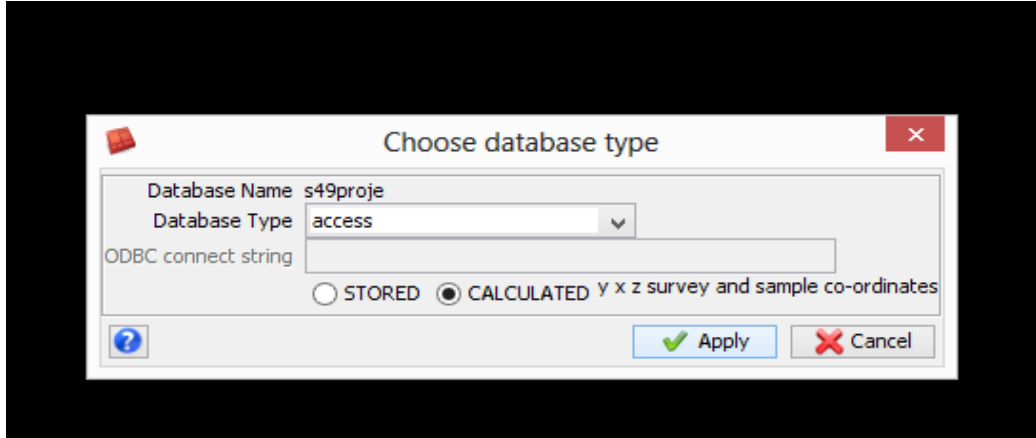 Choose database type
Database Name s49proje
Database Type access
ODBC connect string
STORED CALCULATED y x z survey and sample co-ordinates
Apply Cancel